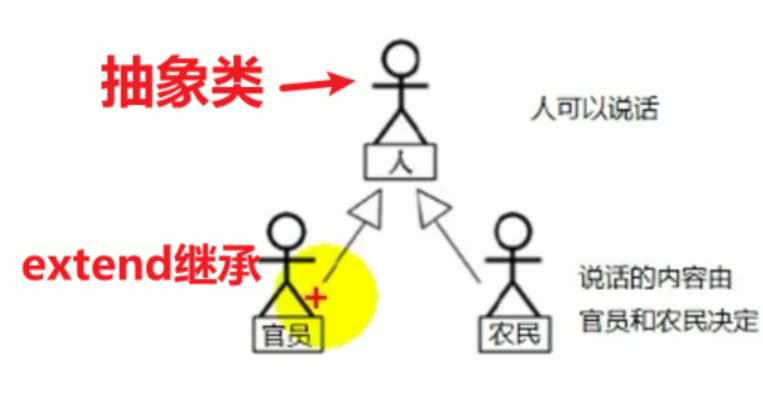 抽象类
人可以说话
人
extend继承
官员
农民
说话的内容由
官员和农民决定